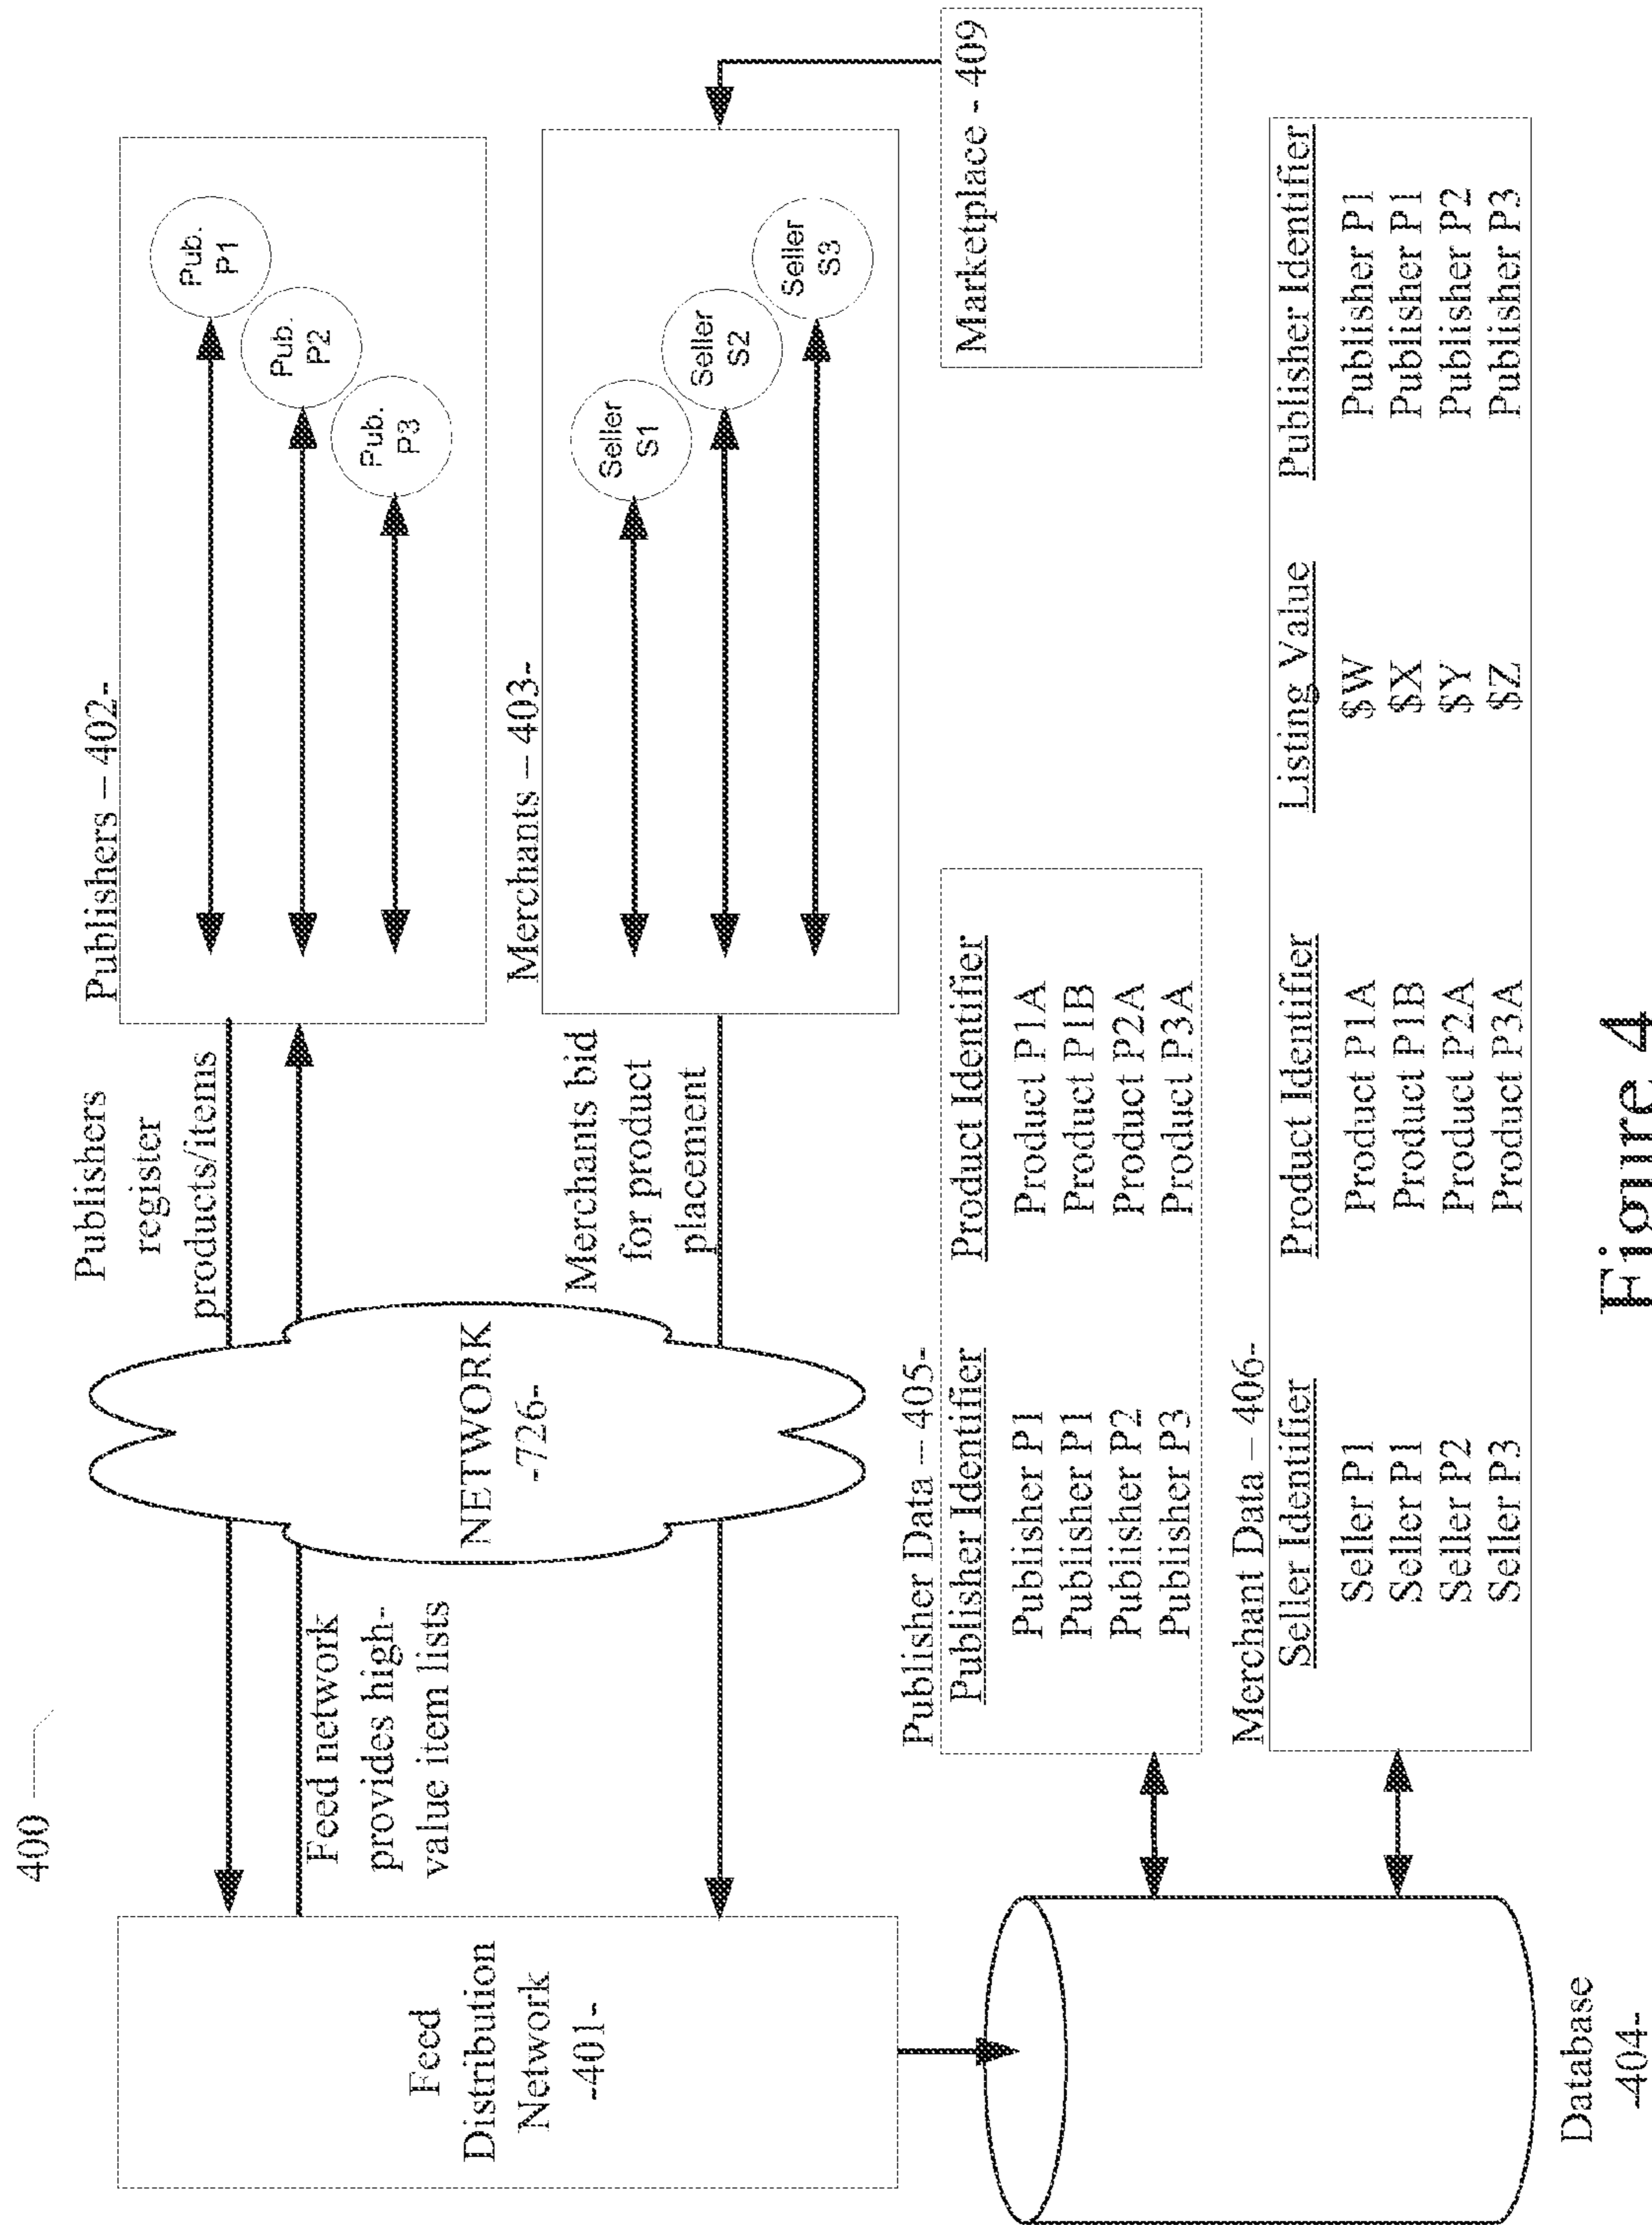 400
Publishers – 402-
Pub.
P1
Pub.
P2
Pub.
P3
Publishers
register
products/items
Feed network
provides high-
value item lists
Feed
Distribution
Network
-401-
NETWORK
-726-
Merchants – 403-
Seller
S1
Seller
S2
Seller
S3
Merchants bid
for product
placement
Marketplace - 409
Publisher Data – 405-
Publisher Identifier Product Identifier
Publisher P1 Product P1A
Publisher P1 Product P1B
Publisher P2 Product P2A
Publisher P3 Product P3A
Merchant Data – 406-
Seller Identifier Product Identifier Listing Value Publisher Identifier
Seller P1 Product P1A $W Publisher P1
Seller P1 Product P1B $X Publisher P1
Seller P2 Product P2A $Y Publisher P2
Seller P3 Product P3A $Z Publisher P3
Database
-404-
Figure 4